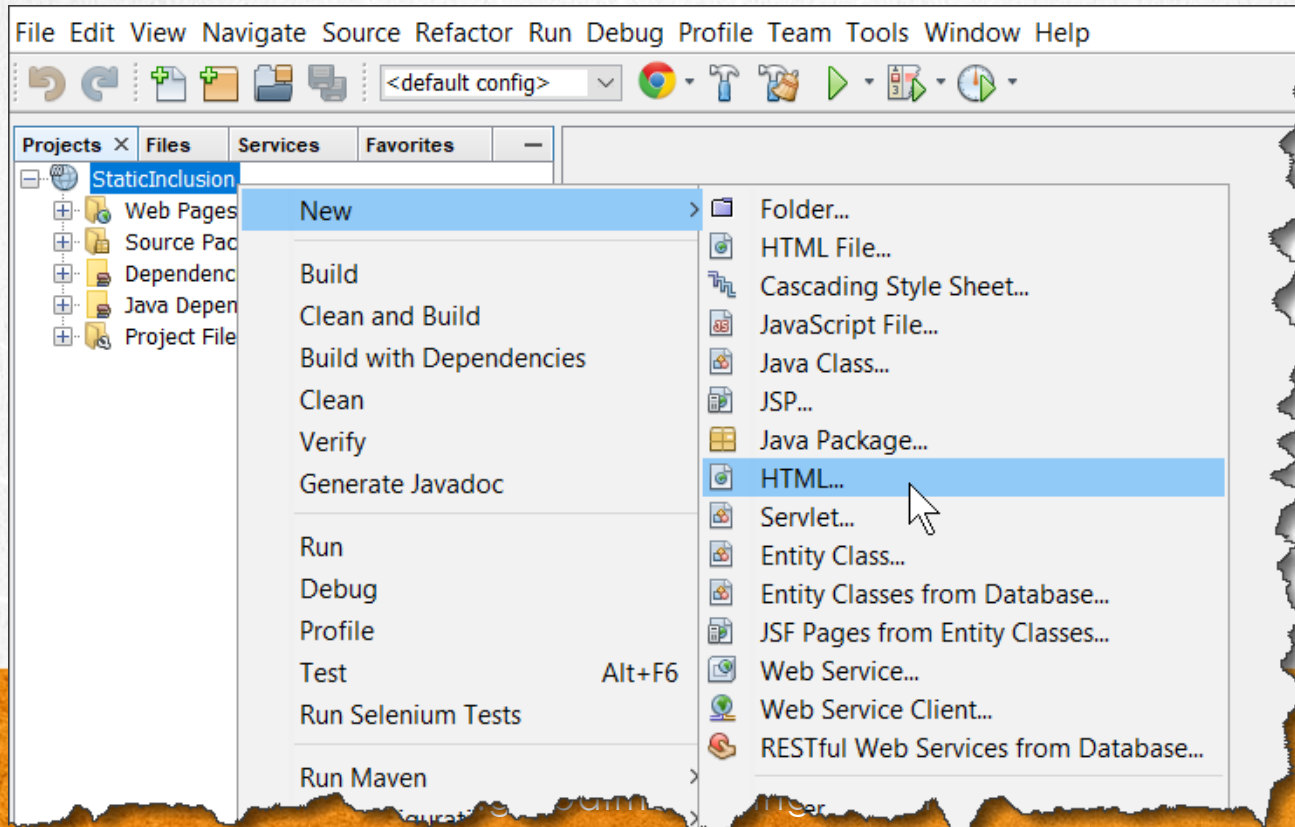 File Edit View Navigate Source Refactor Run Debug Profile Team Tools Window Help
<default config>
Projects Files Services Favorites
StaticInclusion
Web Pages
Source Pac
Dependenc
Java Depen
Project File
New
Build
Clean and Build
Build with Dependencies
Clean
Verify
Generate Javadoc
Run
Debug
Profile
Test Alt+F6
Run Selenium Tests
Run Maven
Folder...
HTML File...
Cascading Style Sheet...
JavaScript File...
Java Class...
JSP...
Java Package...
HTML...
Servlet...
Entity Class...
Entity Classes from Database...
JSF Pages from Entity Classes...
Web Service...
Web Service Client...
RESTful Web Services from Database...